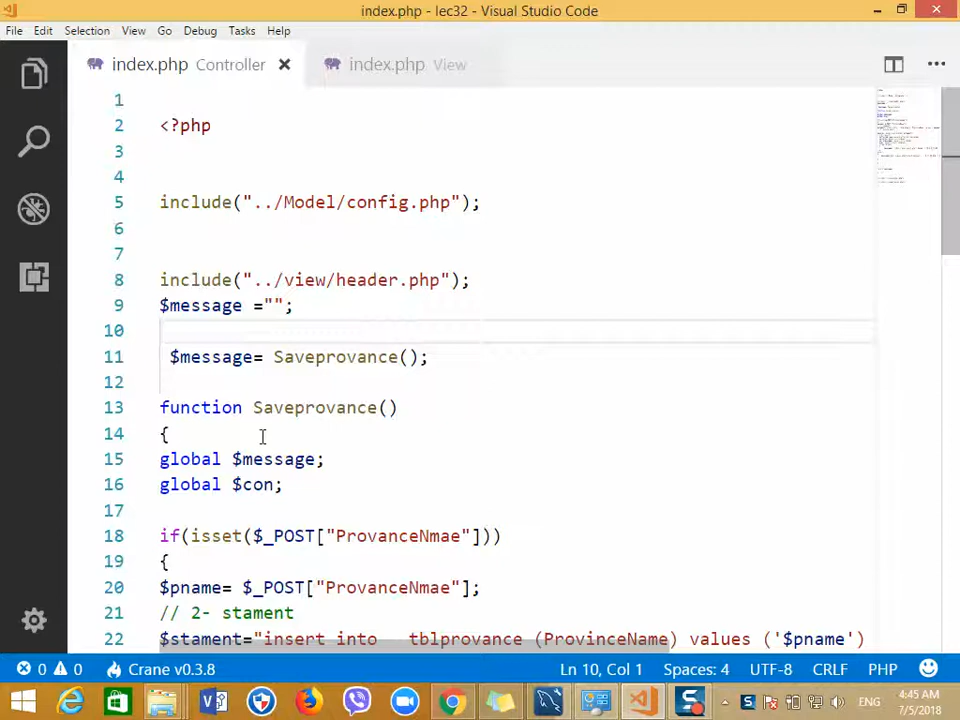 index.php - lec32 - Visual Studio Code
File Edit Selection View Go Debug Tasks Help
index.php Controller index.php View
1
2 <?php
3
4
5 include("../Model/config.php");
6
7
8 include("../view/header.php");
9 $message ="";
10
11 $message= Saveprovance();
12
13 function Saveprovance()
14 {
15 global $message;
16 global $con;
17
18 if(isset($_POST["ProvanceNmae"]))
19 {
20 $pname= $_POST["ProvanceNmae"];
21 // 2- stament
22 $stament="insert into tblprovance (ProvinceName) values ('$pname')
0 0 Crane v0.3.8 Ln 10, Col 1 Spaces: 4 UTF-8 CRLF PHP
ENG
4:45 AM
7/5/2018